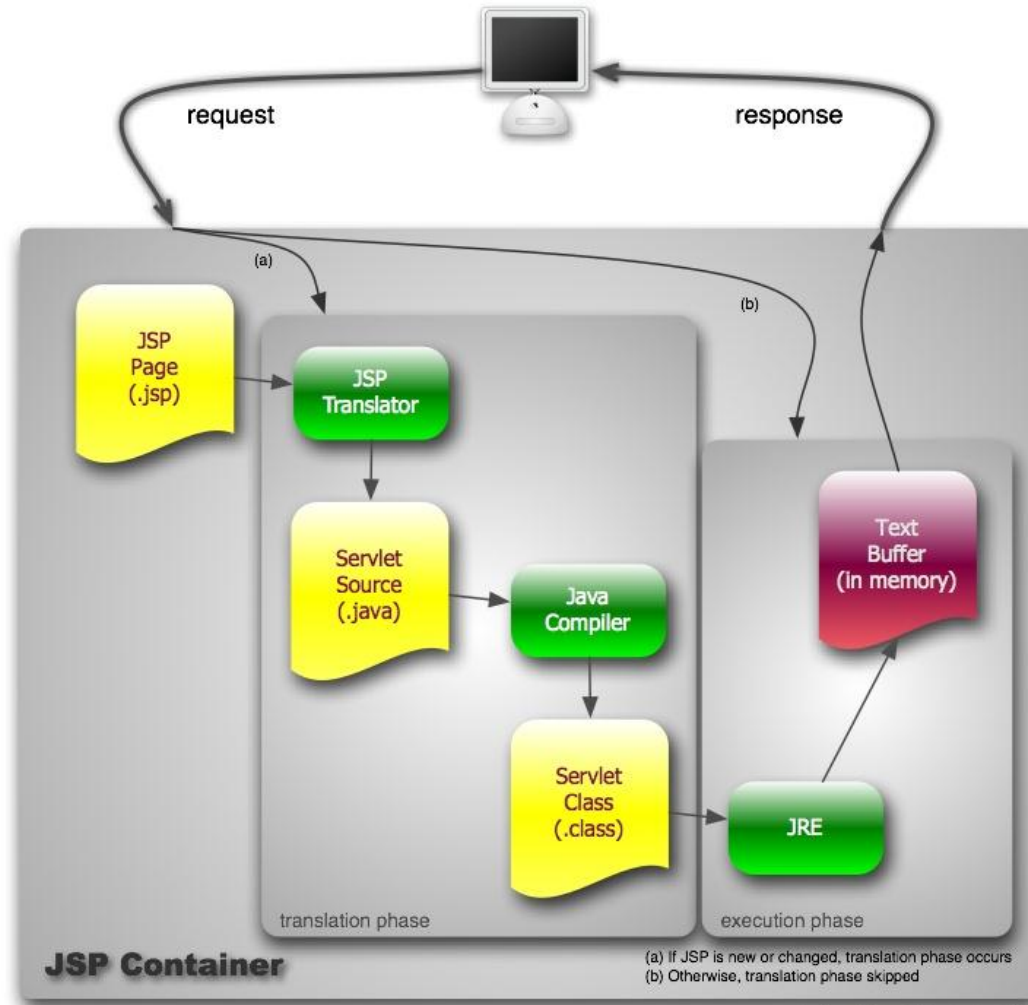 request
response
(a)
(b)
JSP
Page
(.jsp)
JSP
Translator
Servlet
Source
(.java)
Java
Compiler
Text
Buffer
(in memory)
Servlet
Class
(.class)
JRE
translation phase
execution phase
JSP Container
(a) If JSP is new or changed, translation phase occurs
(b) Otherwise, translation phase skipped